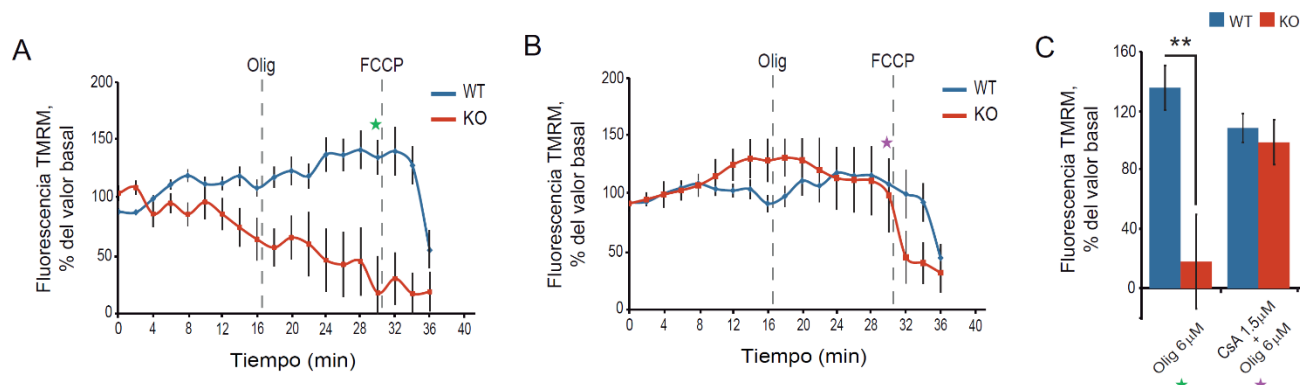 A
Fluorescencia TMRM,
% del valor basal
200
150
100
50
0
Olig
FCCP
WT
KO
0 4 8 12 16 20 24 28 32 36 40
Tiempo (min)
B
Fluorescencia TMRM,
% del valor basal
200
150
100
50
0
Olig
FCCP
WT
KO
0 4 8 12 16 20 24 28 32 36 40
Tiempo (min)
C
WT KO
Fluorescencia TMRM,
% del valor basal
160
120
80
40
0
**
Olig 6µM
CsA 1.5µM
+
Olig 6µM